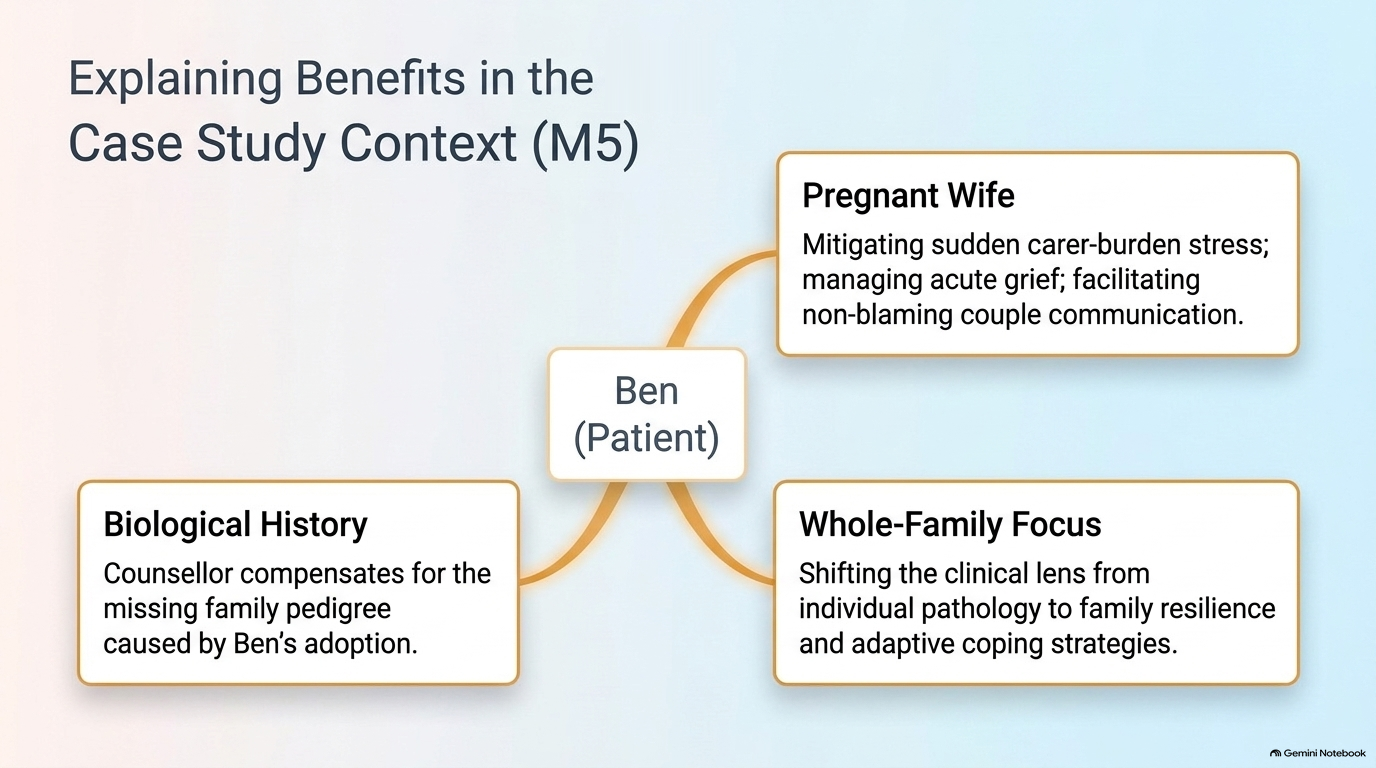 Explaining Benefits in the
Case Study Context (M5)
Pregnant Wife
Mitigating sudden carer-burden stress;
managing acute grief; facilitating
non-blaming couple communication.
Ben
(Patient)
Biological History
Counsellor compensates for the
missing family pedigree
caused by Ben’s adoption.
Whole-Family Focus
Shifting the clinical lens from
individual pathology to family resilience
and adaptive coping strategies.
Gemini Notebook